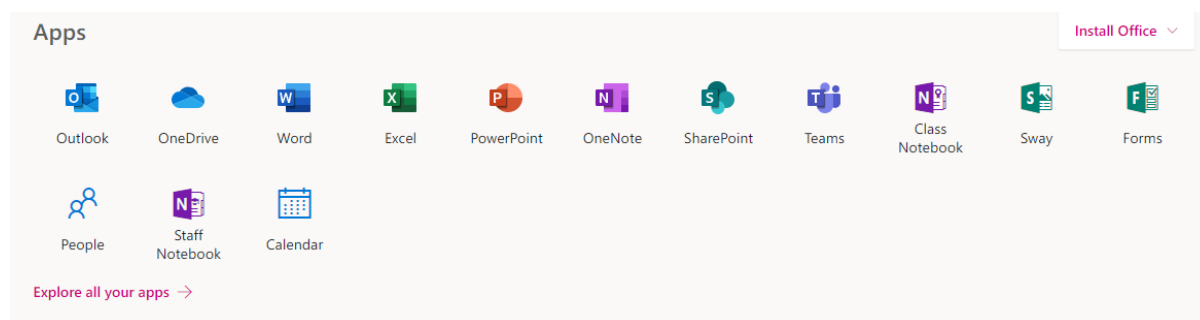 Apps
Install Office
Outlook
OneDrive
Word
Excel
PowerPoint
OneNote
SharePoint
Teams
Class
Notebook
Sway
Forms
People
Staff
Notebook
Calendar
Explore all your apps →